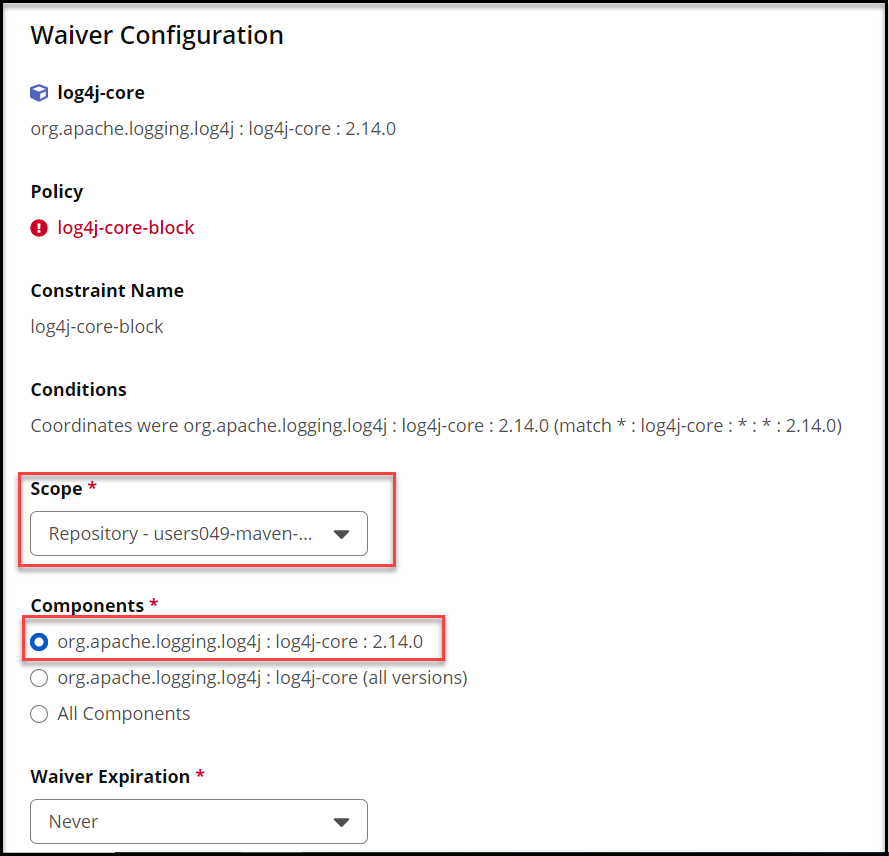 Waiver Configuration
log4j-core
org.apache.logging.log4j : log4j-core : 2.14.0
Policy
log4j-core-block
Constraint Name
log4j-core-block
Conditions
Coordinates were org.apache.logging.log4j : log4j-core : 2.14.0 (match * : log4j-core : * : * : 2.14.0)
Scope *
Repository - users049-maven-...
Components *
org.apache.logging.log4j : log4j-core : 2.14.0
org.apache.logging.log4j : log4j-core (all versions)
All Components
Waiver Expiration *
Never